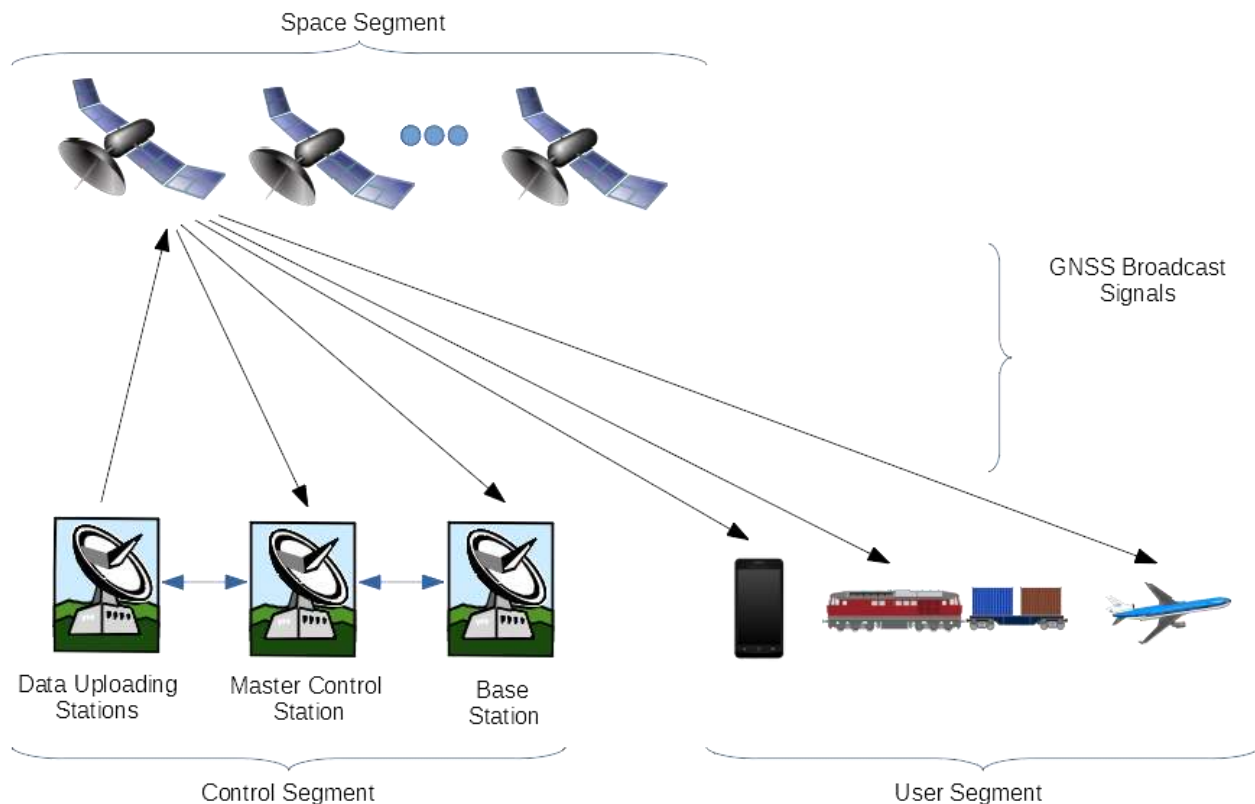 Space Segment
GNSS Broadcast
Signals
Data Uploading
Stations
Master Control
Station
Base
Station
Control Segment
User Segment